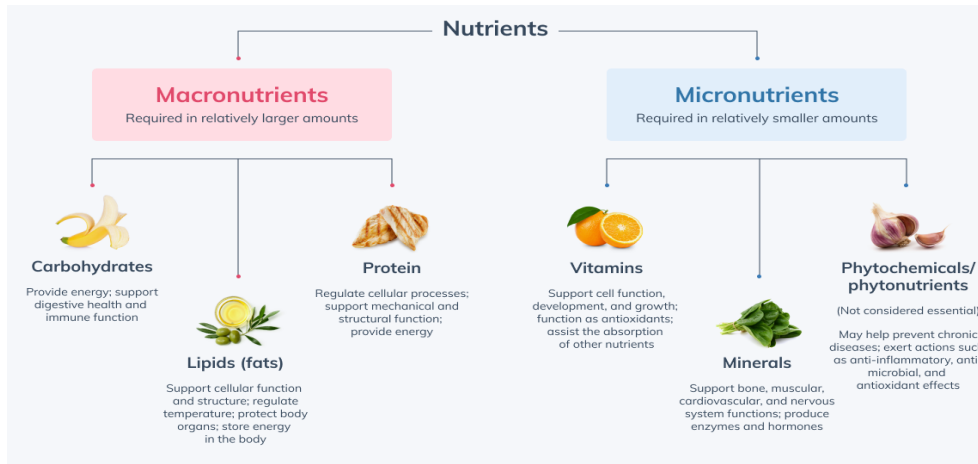 Nutrients
Macronutrients
Required in relatively larger amounts
Micronutrients
Required in relatively smaller amounts
Carbohydrates
Provide energy; support
digestive health and
immune function
Lipids (fats)
Support cellular function
and structure; regulate
temperature; protect body
organs; store energy
in the body
Protein
Regulate cellular processes;
support mechanical and
structural function;
provide energy
Vitamins
Support cell function,
development, and growth;
function as antioxidants;
assist the absorption
of other nutrients
Minerals
Support bone, muscular,
cardiovascular, and nervous
system functions; produce
enzymes and hormones
Phytochemicals/
phytonutrients
(Not considered essential)
May help prevent chronic
diseases; exert actions suc
as anti-inflammatory, anti
microbial, and
antioxidant effects